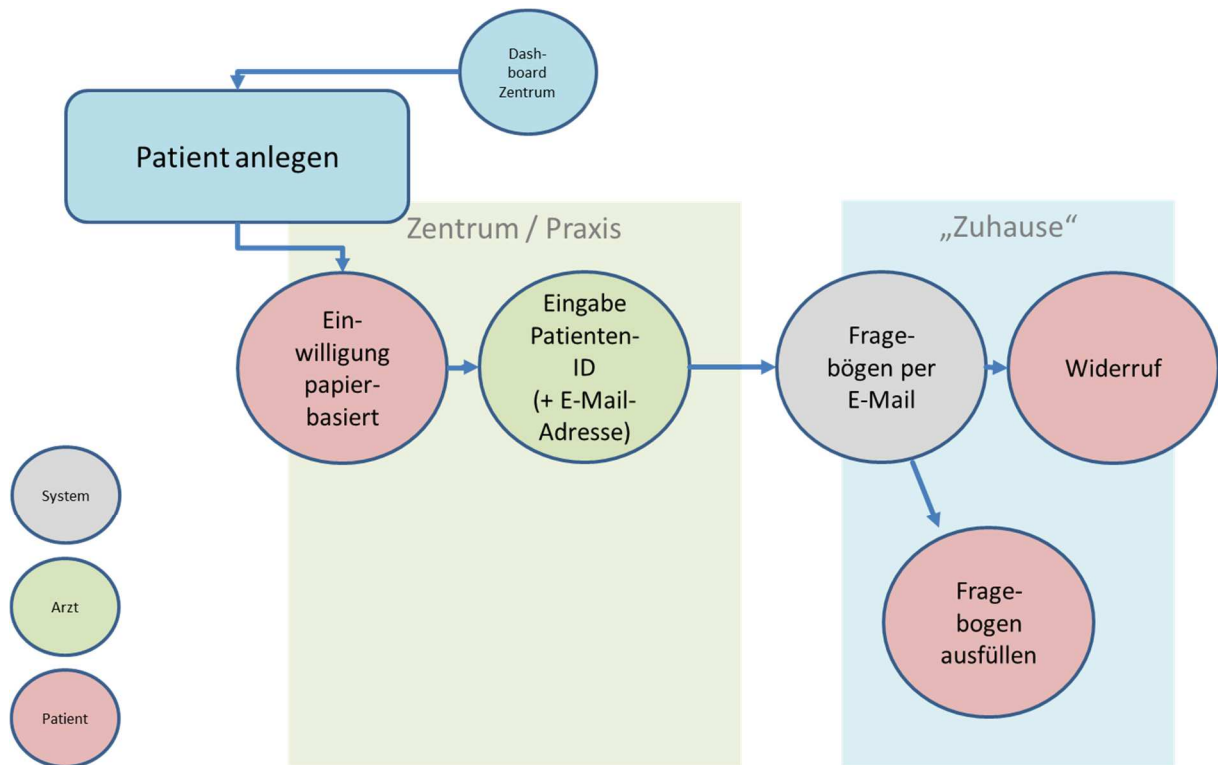 Dash-
board
Zentrum
Patient anlegen
Zentrum / Praxis
„Zuhause“
Ein-
willigung
papier-
basiert
Eingabe
Patienten-
ID
(+ E-Mail-
Adresse)
Frage-
bögen per
E-Mail
Widerruf
Frage-
bogen
ausfüllen
System
Arzt
Patient